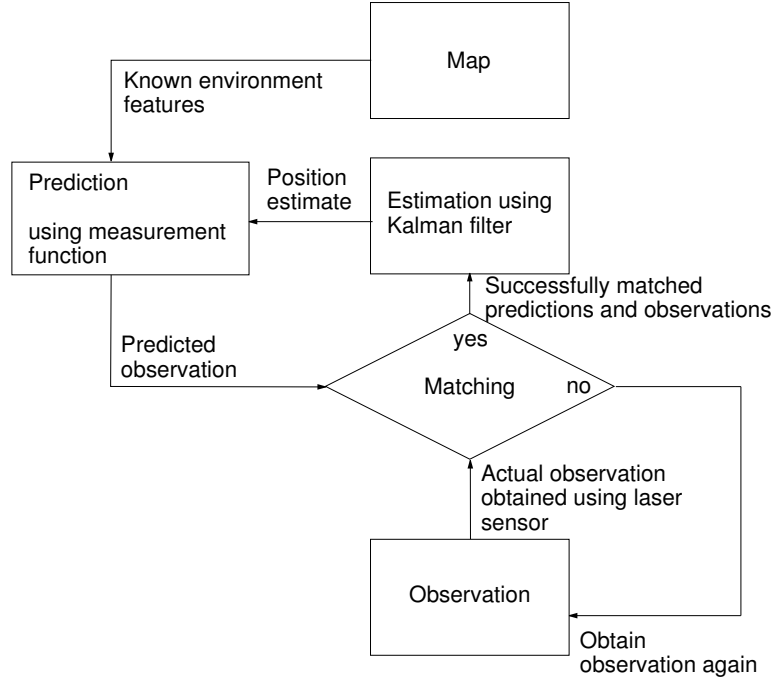 Map
Known environment
features
Prediction
using measurement
function
Position
estimate
Estimation using
Kalman filter
Successfully matched
predictions and observations
Predicted
observation
yes
Matching
no
Actual observation
obtained using laser
sensor
Observation
Obtain
observation again